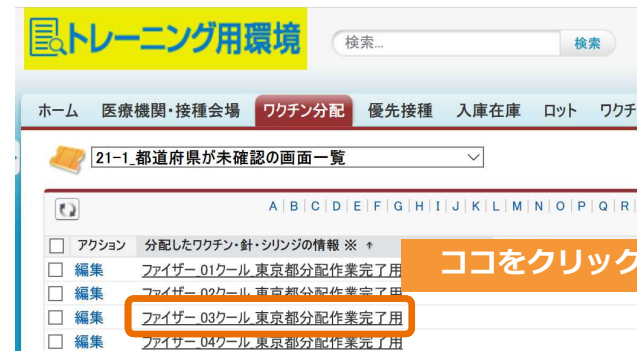 トレーニング用環境
検索...
検索
ホーム 医療機関・接種会場 ワクチン分配 優先接種 入庫在庫 ロット ワクチ
21-1_都道府県が未確認の画面一覧
A | B | C | D | E | F | G | H | I | J | K | L | M | N | O | P | Q | R |
アクション 分配したワクチン・針・シリンジの情報 ※ ↑
ココをクリック
編集 ファイザー_01クール_東京都分配作業完了用
編集 ファイザー_02クール_東京都分配作業完了用
編集 ファイザー_03クール_東京都分配作業完了用
編集 ファイザー_04クール_東京都分配作業完了用